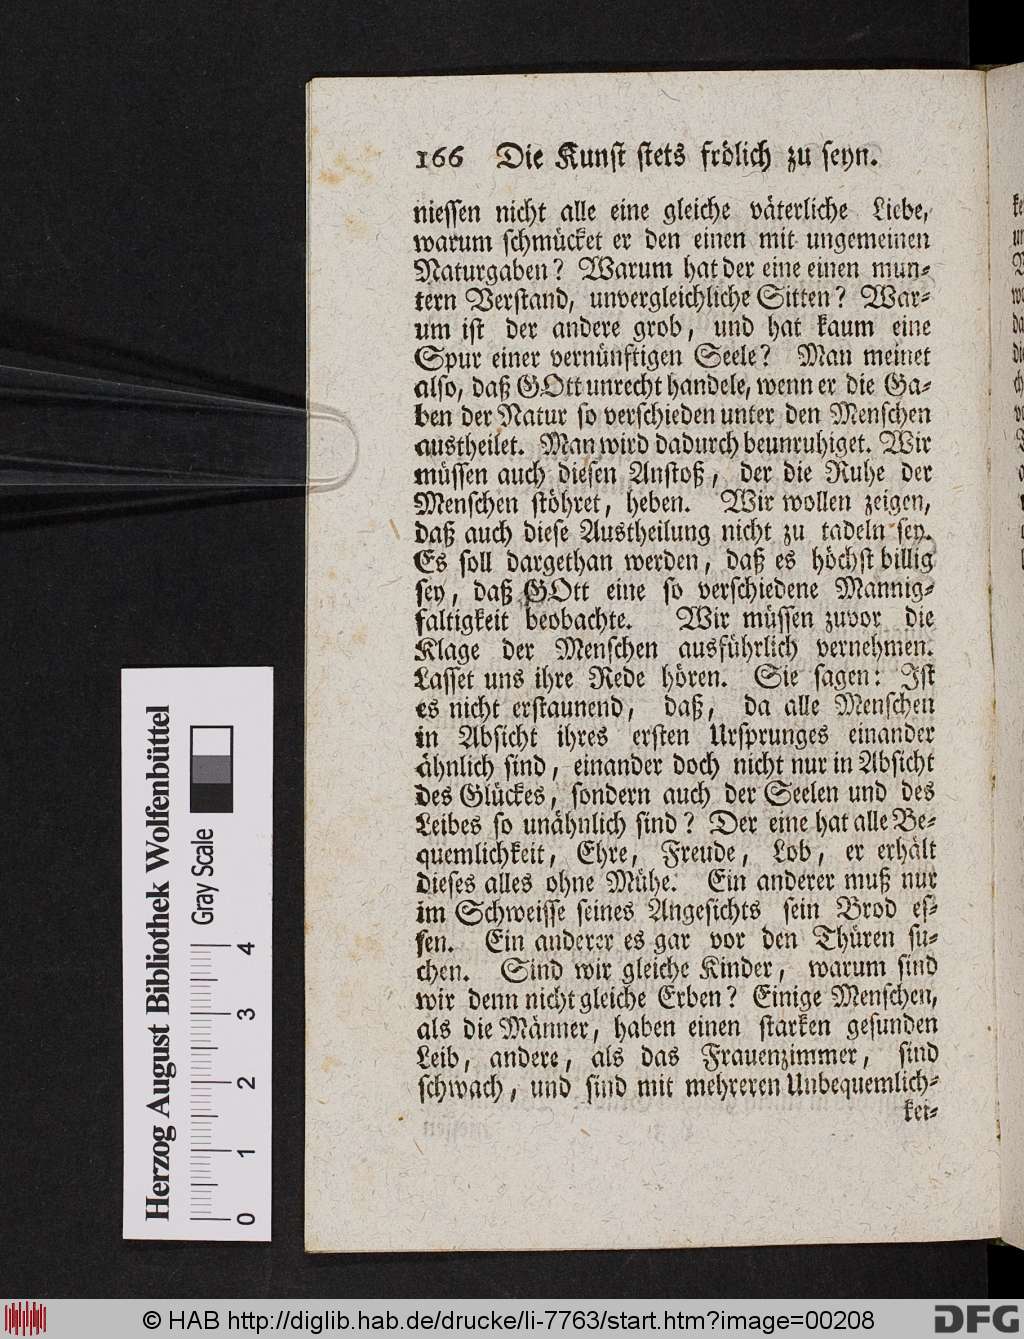 166 Die Kunst stets frölich zu seyn.
niessen nicht alle eine gleiche väterliche Liebe,
warum schmücket er den einen mit ungemeinen
Naturgaben? Warum hat der eine einen mun-
tern Verstand, unvergleichliche Sitten? War-
um ist der andere grob, und hat kaum eine
Spur einer vernünftigen Seele? Man meinet
also, daß GOtt unrecht handele, wenn er die Ga-
ben der Natur so verschieden unter den Menschen
austheilet. Man wird dadurch beunruhiget. Wir
müssen auch diesen Anstoß, der die Ruhe der
Menschen stöhret, heben. Wir wollen zeigen,
daß auch diese Austheilung nicht zu tadeln sey.
Es soll dargethan werden, daß es höchst billig
sey, daß GOtt eine so verschiedene Mannig-
faltigkeit beobachte. Wir müssen zuvor die
Klage der Menschen ausführlich vernehmen.
Lasset uns ihre Rede hören. Sie sagen: Ist
es nicht erstaunend, daß, da alle Menschen
in Absicht ihres ersten Ursprunges einander
ähnlich sind, einander doch nicht nur in Absicht
des Glückes, sondern auch der Seelen und des
Leibes so unähnlich sind? Der eine hat alle Be-
quemlichkeit, Ehre, Freude, Lob, er erhält
dieses alles ohne Mühe. Ein anderer muß nur
im Schweisse seines Angesichts sein Brod es-
sen. Ein anderer es gar vor den Thüren su-
chen. Sind wir gleiche Kinder, warum sind
wir denn nicht gleiche Erben? Einige Menschen,
als die Männer, haben einen starken gesunden
Leib, andere, als das Frauenzimmer, sind
schwach, und sind mit mehreren Unbequemlich-
kei-
Herzog August Bibliothek Wolfenbüttel
Gray Scale
0 1 2 3 4
© HAB http://diglib.hab.de/drucke/li-7763/start.htm?image=00208
DFG